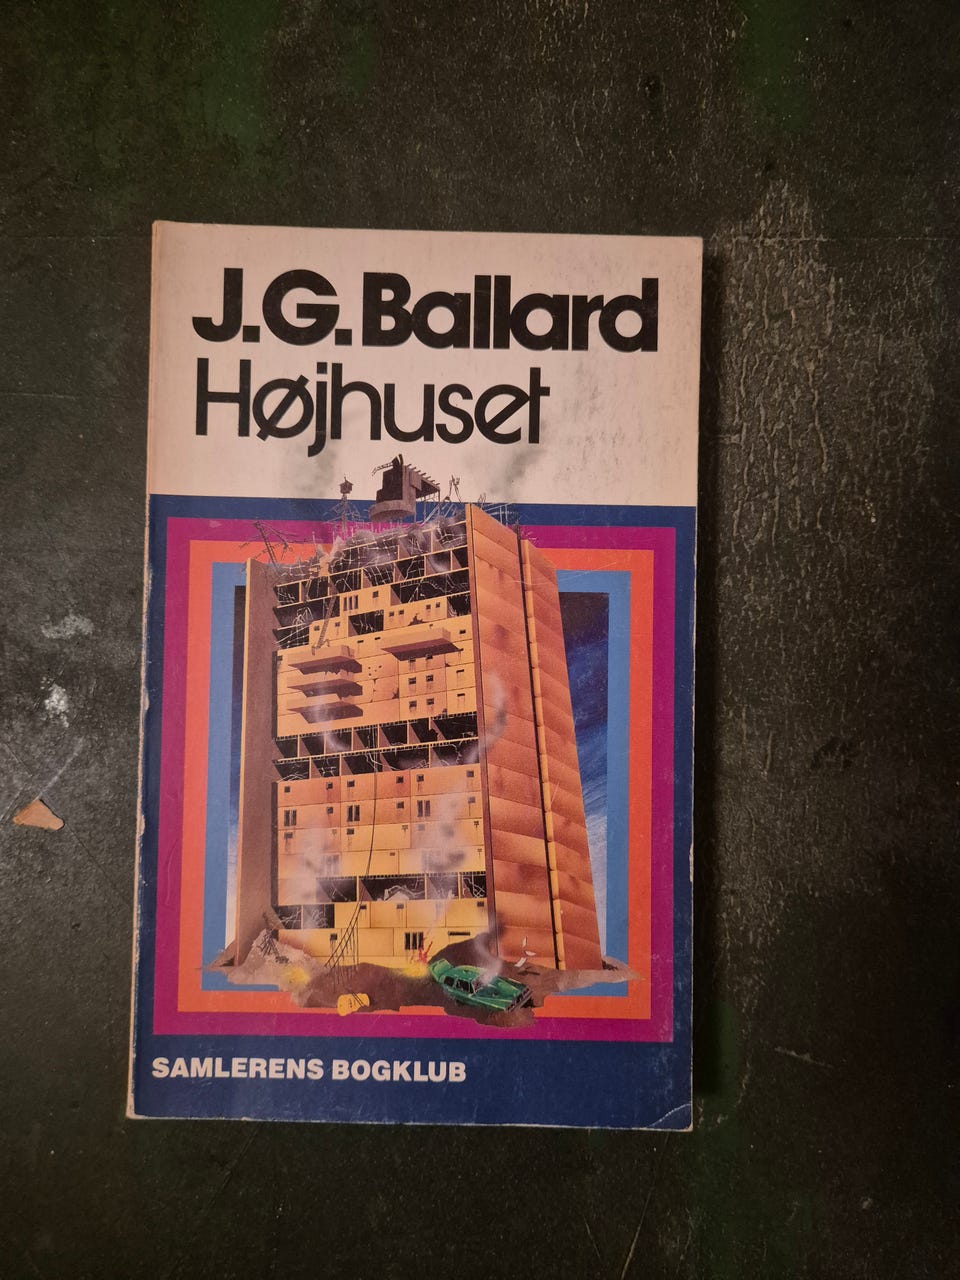 J.G. Ballard
Højhuset
SAMLERENS BOGKLUB